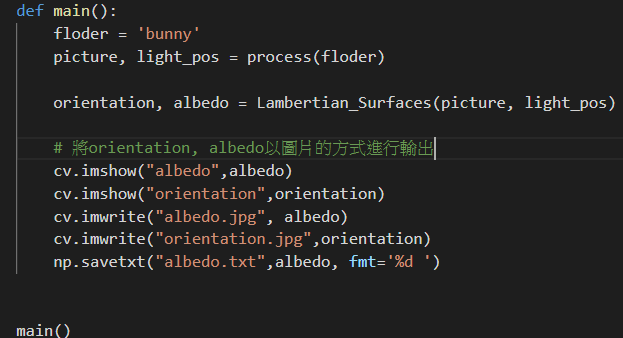 def main():
    floder = 'bunny'
    picture, light_pos = process(floder)
    orientation, albedo = Lambertian_Surfaces(picture, light_pos)
    # 將orientation, albedo以圖片的方式進行輸出
    cv.imshow("albedo",albedo)
    cv.imshow("orientation",orientation)
    cv.imwrite("albedo.jpg", albedo)
    cv.imwrite("orientation.jpg",orientation)
    np.savetxt("albedo.txt",albedo, fmt='%d ')
main()